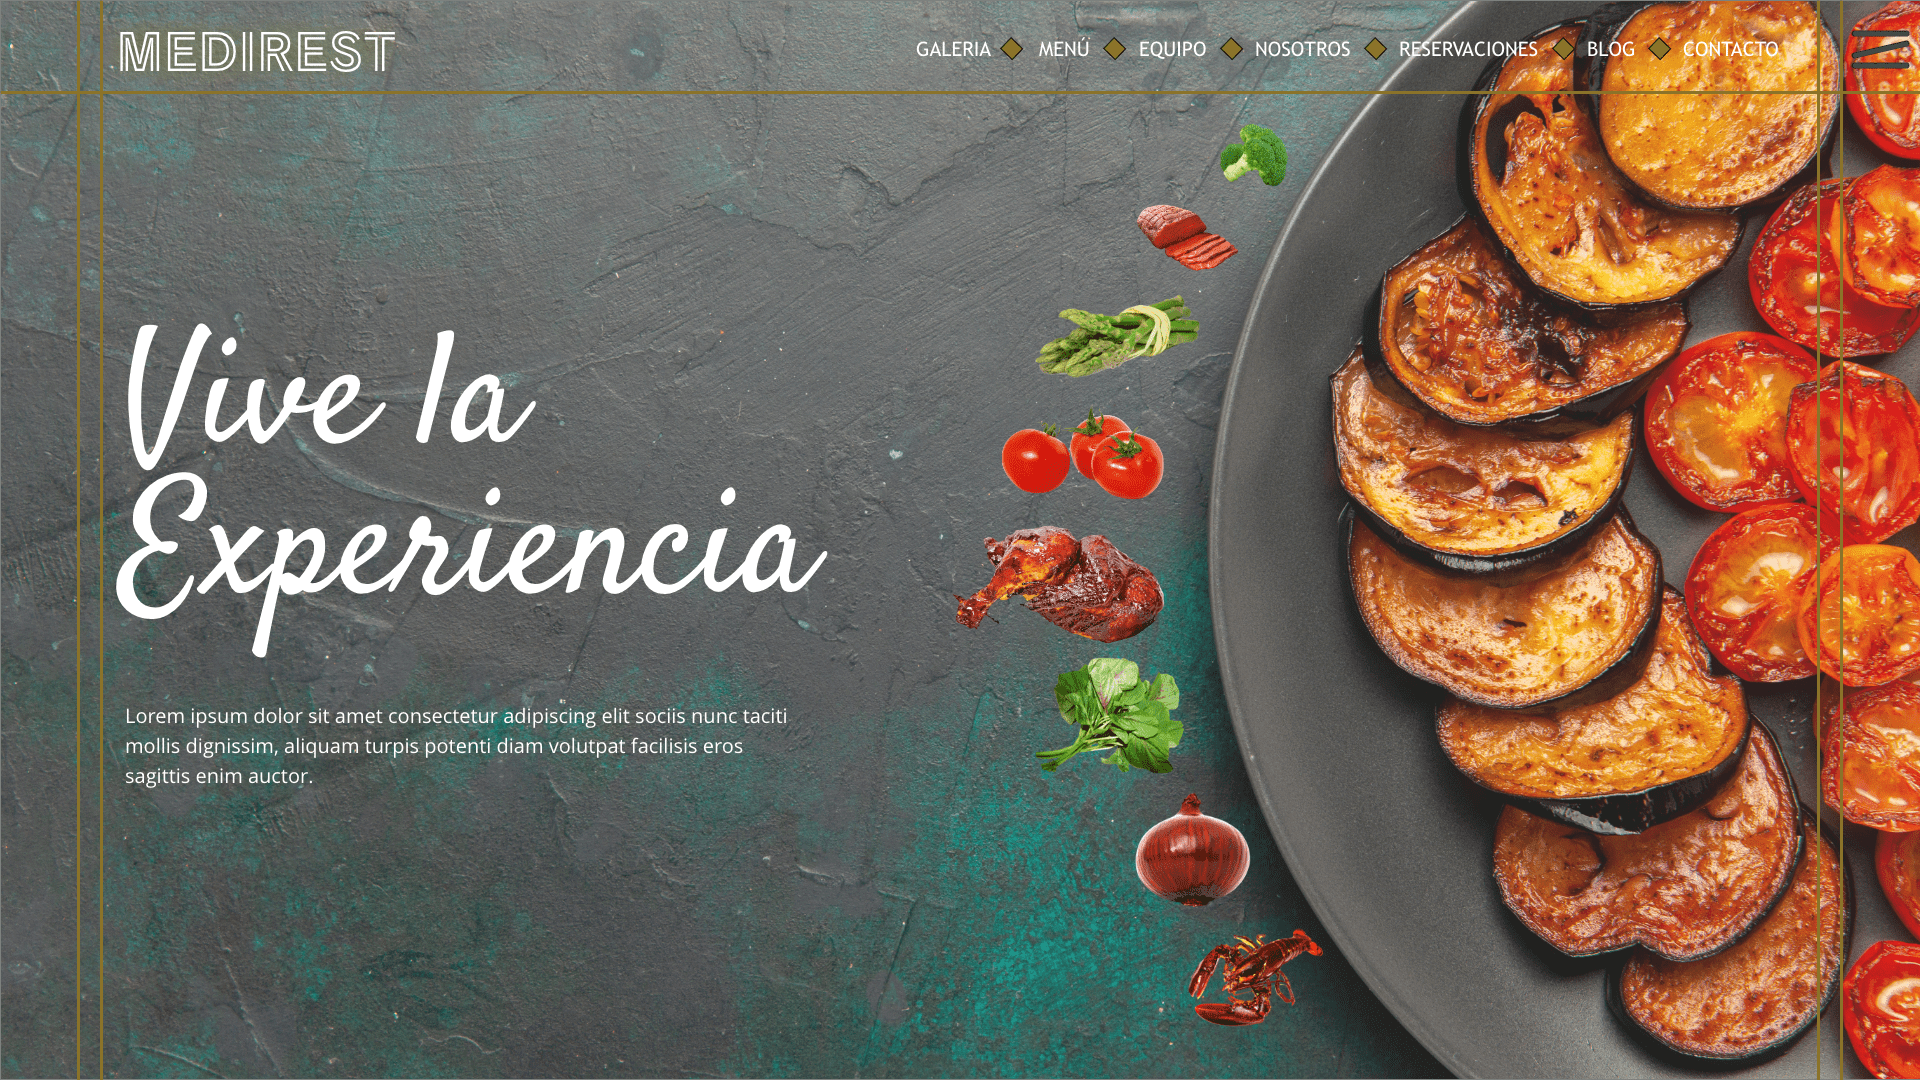 MEDIREST
GALERIA MENÚ EQUIPO NOSOTROS RESERVACIONES BLOG CONTACTO
Vive la
Experiencia
Lorem ipsum dolor sit amet consectetur adipiscing elit sociis nunc taciti
mollis dignissim, aliquam turpis potenti diam volutpat facilisis eros
sagittis enim auctor.